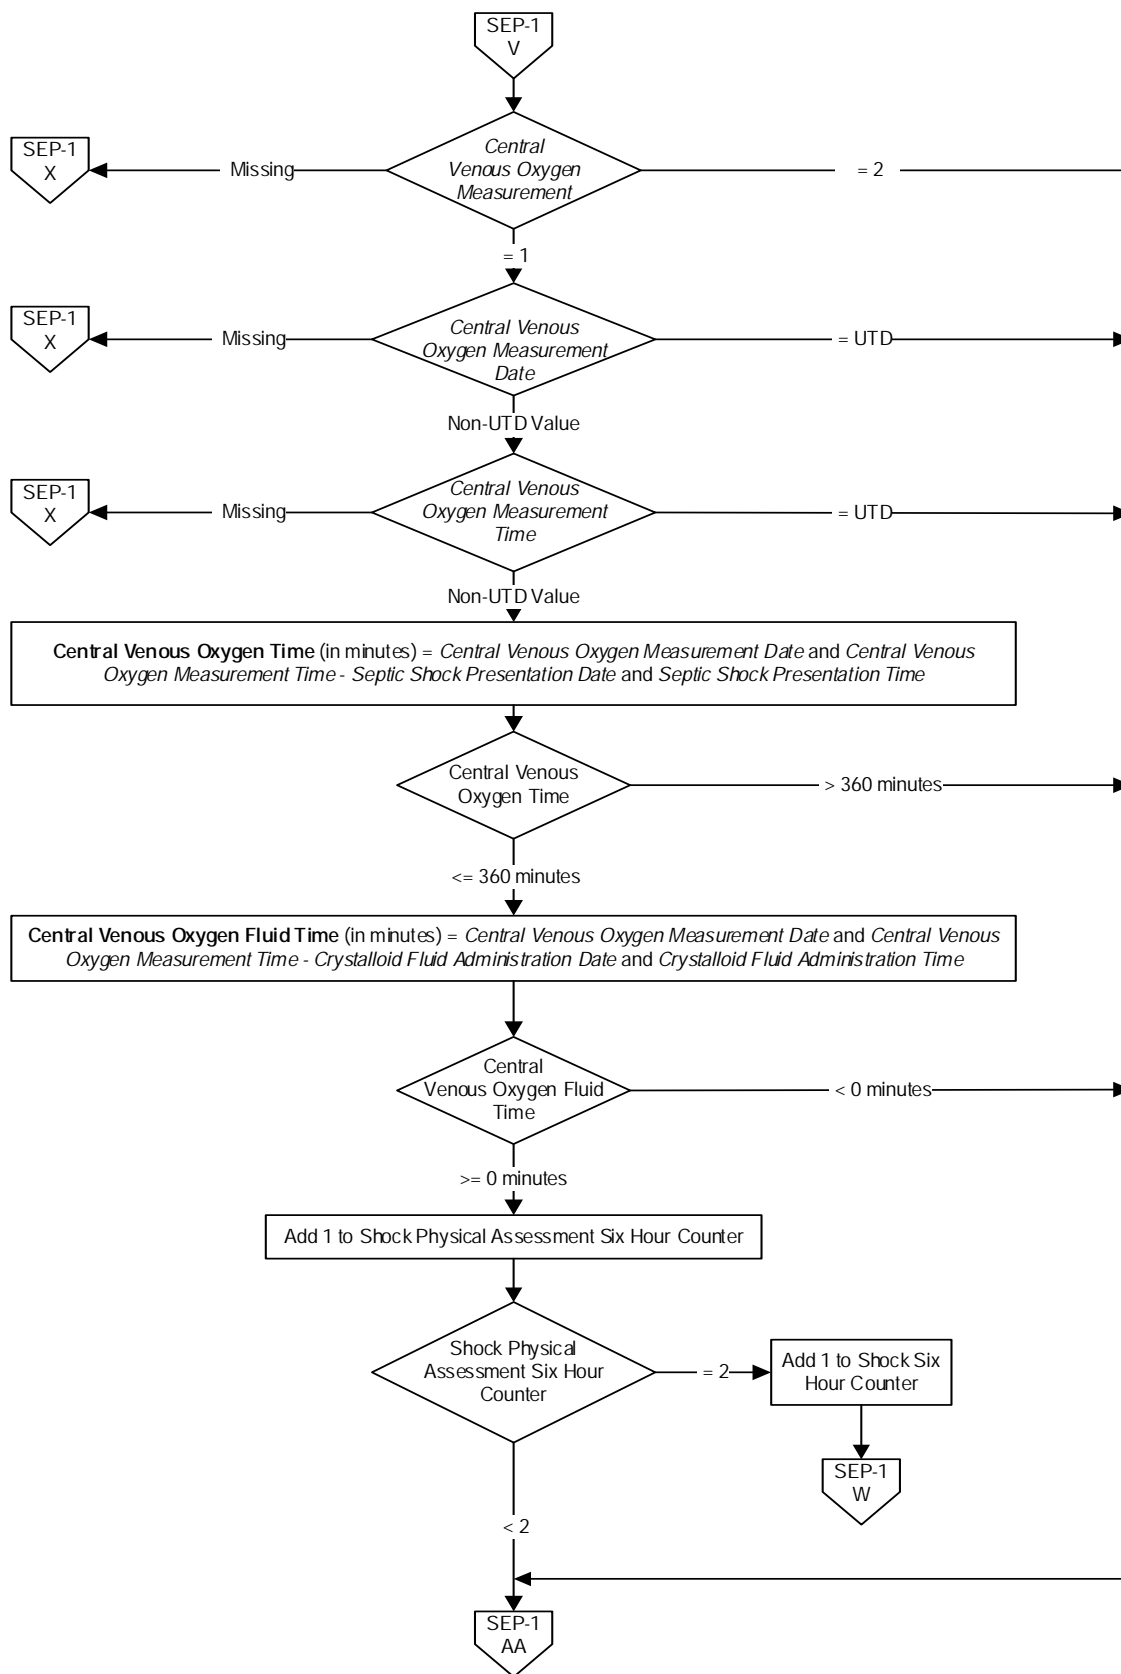 SEP-1
V
Central
Venous Oxygen
Measurement
SEP-1
X
Missing
= 2
= 1
Central Venous
Oxygen Measurement
Date
SEP-1
X
Missing
= UTD
Non-UTD Value
Central Venous
Oxygen Measurement
Time
SEP-1
X
Missing
= UTD
Non-UTD Value
Central Venous Oxygen Time (in minutes) = Central Venous Oxygen Measurement Date and Central Venous
Oxygen Measurement Time - Septic Shock Presentation Date and Septic Shock Presentation Time
Central Venous
Oxygen Time
> 360 minutes
<= 360 minutes
Central Venous Oxygen Fluid Time (in minutes) = Central Venous Oxygen Measurement Date and Central Venous
Oxygen Measurement Time - Crystalloid Fluid Administration Date and Crystalloid Fluid Administration Time
Central
Venous Oxygen Fluid
Time
< 0 minutes
>= 0 minutes
Add 1 to Shock Physical Assessment Six Hour Counter
Shock Physical
Assessment Six Hour
Counter
= 2
Add 1 to Shock Six
Hour Counter
SEP-1
W
< 2
SEP-1
AA